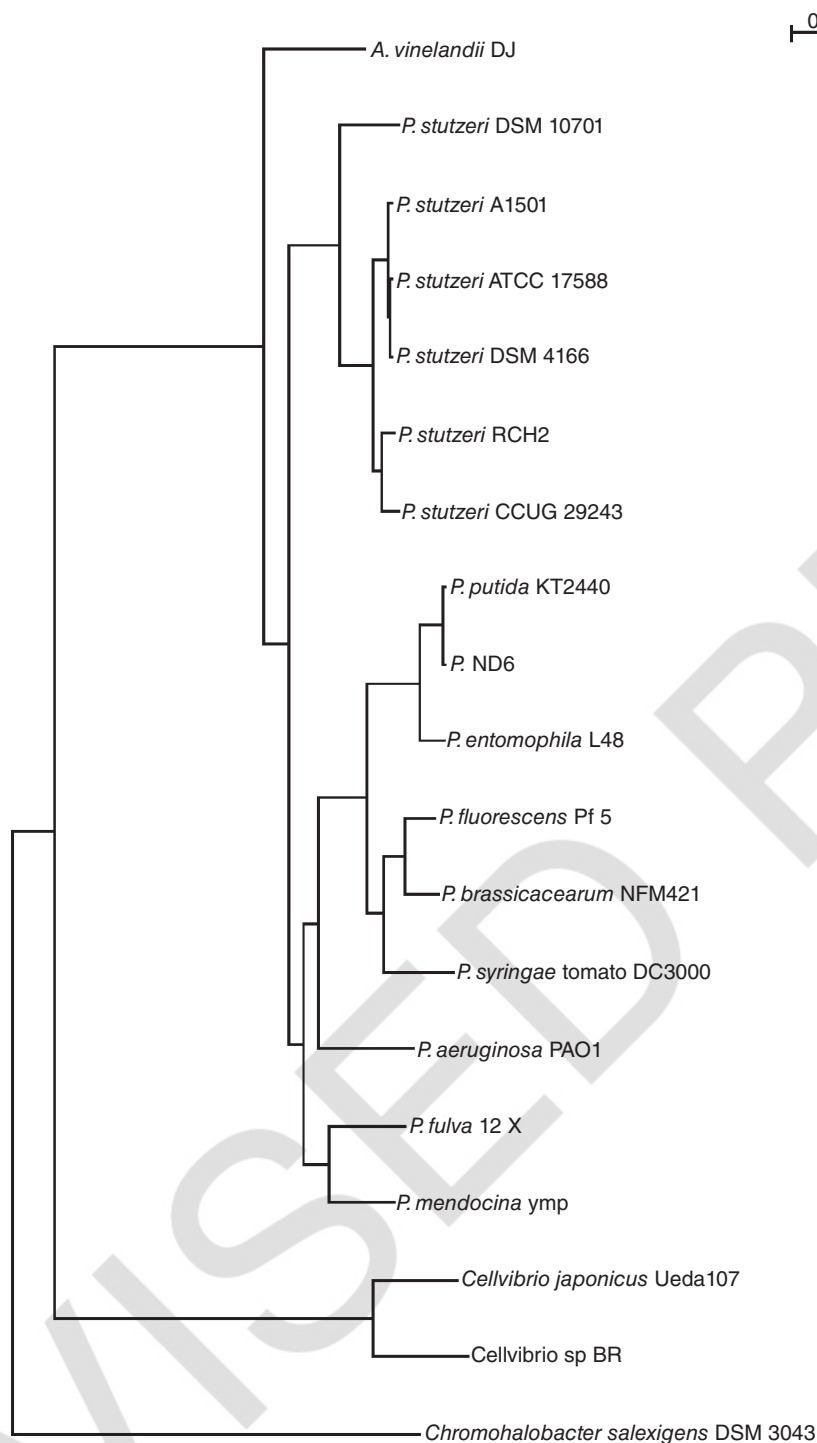 0
A. vinelandii DJ
P. stutzeri DSM 10701
P. stutzeri A1501
P. stutzeri ATCC 17588
P. stutzeri DSM 4166
P. stutzeri RCH2
P. stutzeri CCUG 29243
P. putida KT2440
P. ND6
P. entomophila L48
P. fluorescens Pf 5
P. brassicacearum NFM421
P. syringae tomato DC3000
P. aeruginosa PAO1
P. fulva 12 X
P. mendocina ymp
Cellvibrio japonicus Ueda107
Cellvibrio sp BR
Chromohalobacter salexigens DSM 3043
VISED P